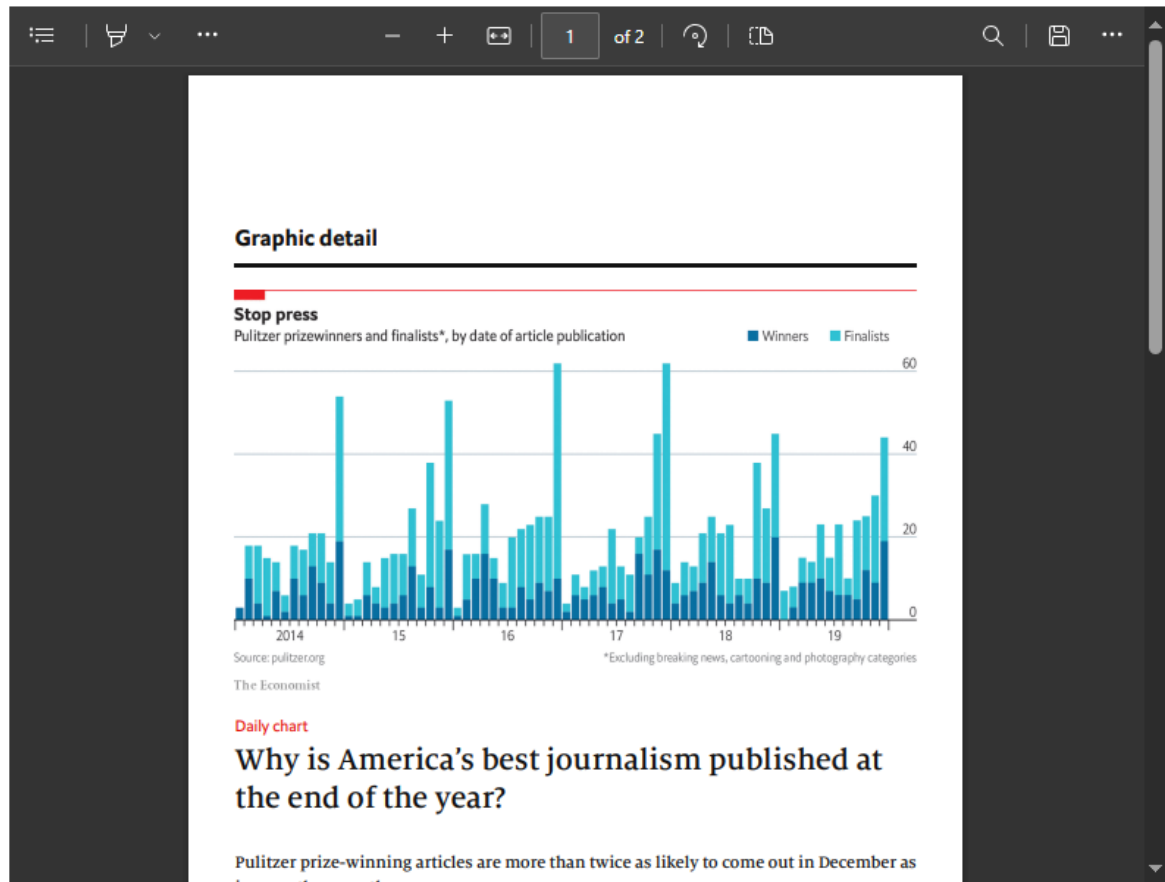 1 of 2
Graphic detail
Stop press
Pulitzer prizewinners and finalists*, by date of article publication
Winners Finalists
60
40
20
0
2014 15 16 17 18 19
Source: pulitzer.org *Excluding breaking news, cartooning and photography categories
The Economist
Daily chart
Why is America's best journalism published at
the end of the year?
Pulitzer prize-winning articles are more than twice as likely to come out in December as